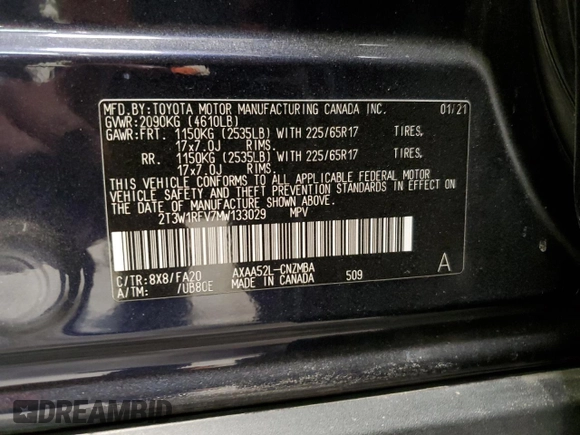 MFD.BY:TOYOTA MOTOR MANUFACTURING CANADA INC. 01/21
GVWR:2090KG (4610LB)
GAWR:FRT. 1150KG (2535LB) WITH 225/65R17 TIRES,
17x7.0J RIMS.
RR. 1150KG (2535LB) WITH 225/65R17 TIRES,
17x7.0J RIMS.
THIS VEHICLE CONFORMS TO ALL APPLICABLE FEDERAL MOTOR
VEHICLE SAFETY AND THEFT PREVENTION STANDARDS IN EFFECT ON
THE DATE OF MANUFACTURE SHOWN ABOVE.
2T3W1RFV7MW133029 MPV
C/TR:8X8/FA20 AXAA52L-CNZMBA 509 A
A/TM: /UB80E MADE IN CANADA
DREAMBID